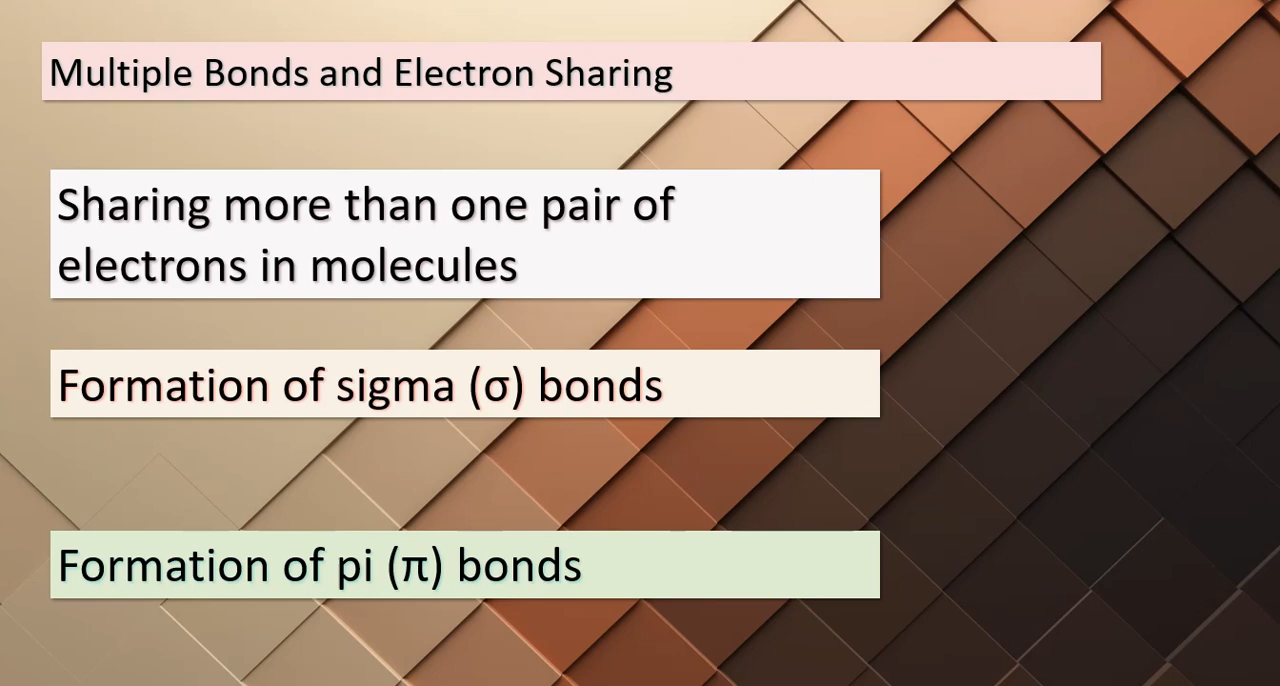 Multiple Bonds and Electron Sharing
Sharing more than one pair of
electrons in molecules
Formation of sigma (σ) bonds
Formation of pi (π) bonds